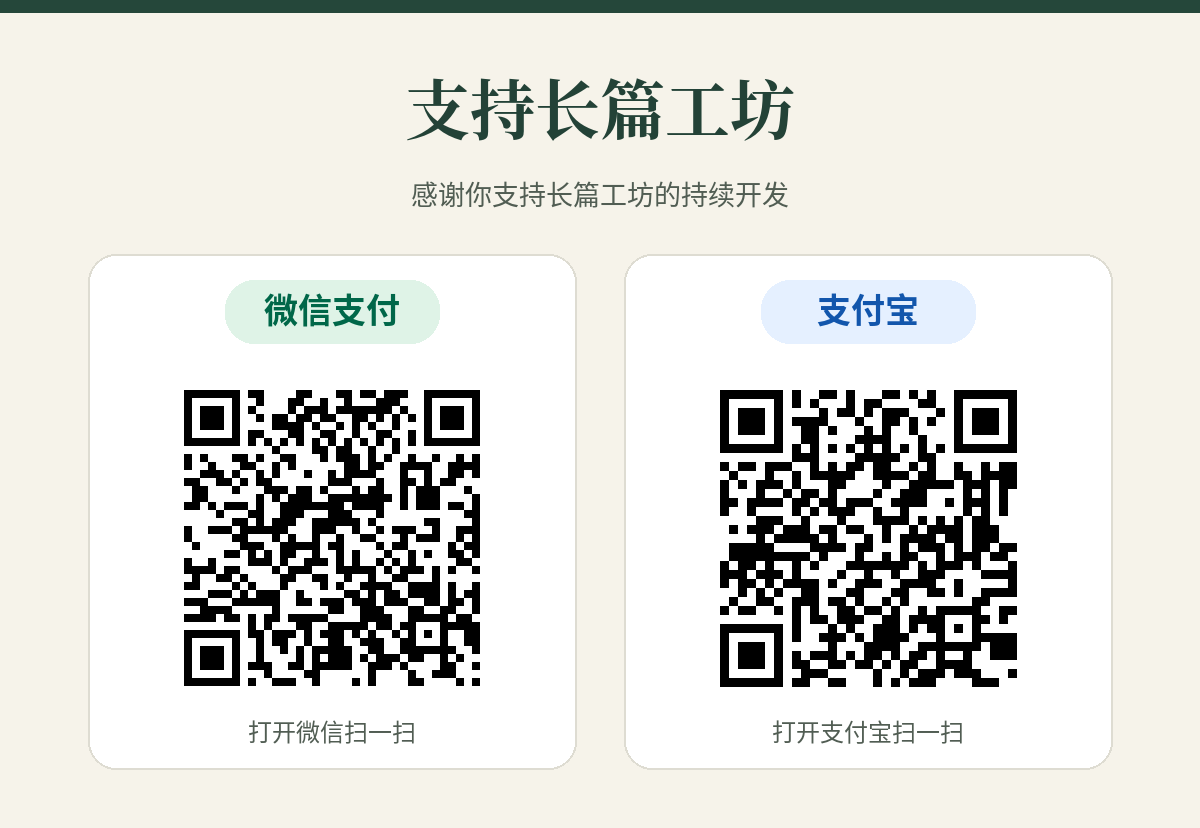 支持长篇工坊
感谢你支持长篇工坊的持续开发
微信支付
支付宝
打开微信扫一扫
打开支付宝扫一扫